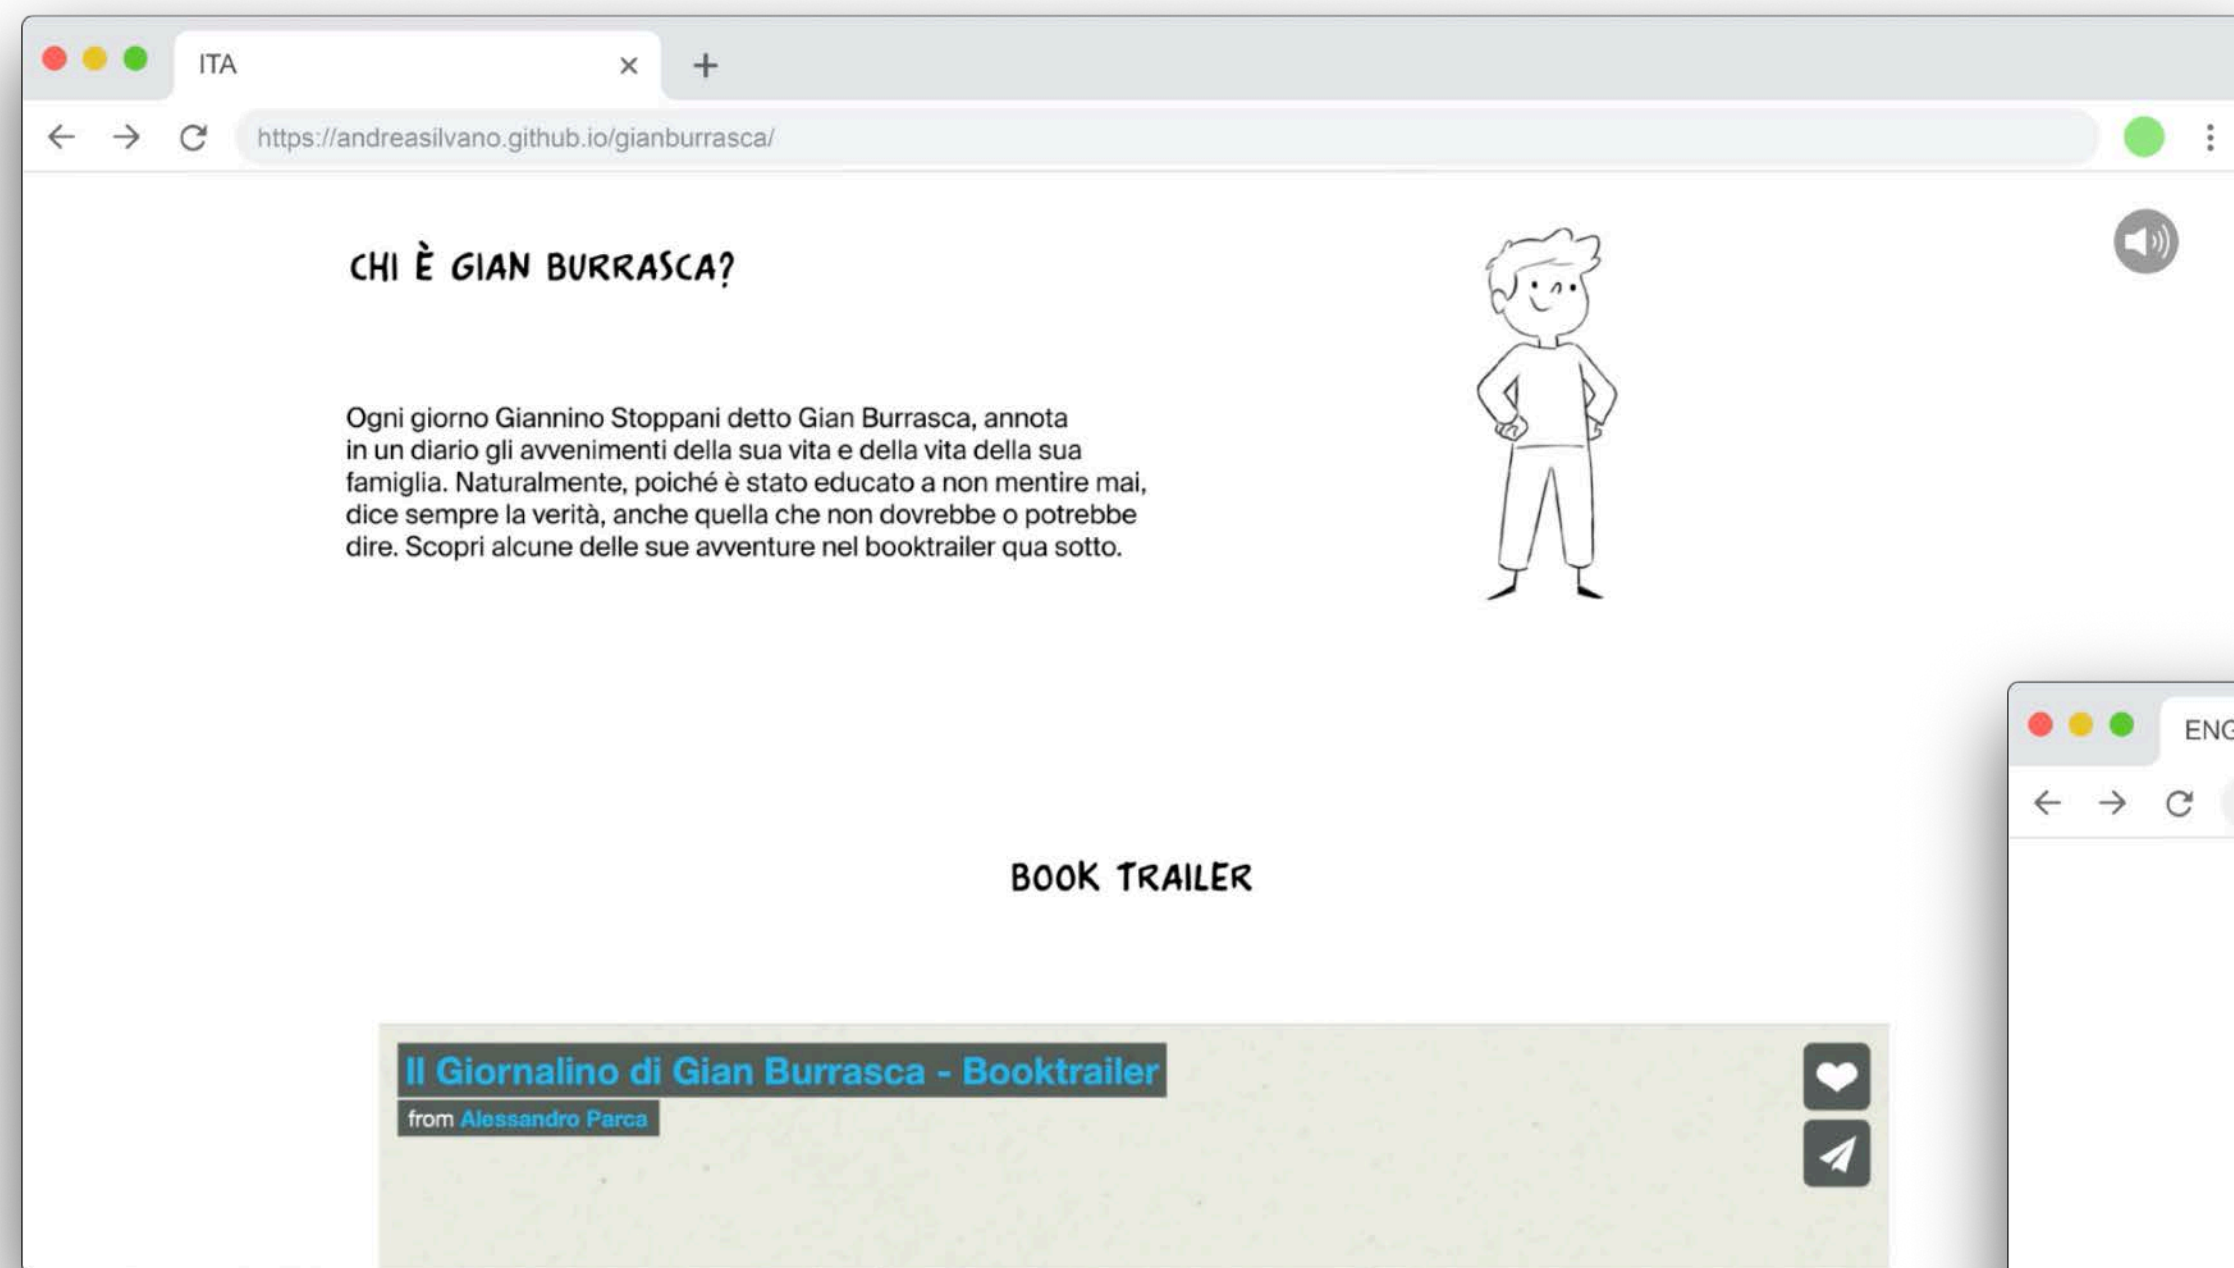 ITA
https://andreasilvano.github.io/gianburrasca/
CHI È GIAN BURRASCA?
Ogni giorno Giannino Stoppani detto Gian Burrasca, annota
in un diario gli avvenimenti della sua vita e della vita della sua
famiglia. Naturalmente, poiché è stato educato a non mentire mai,
dice sempre la verità, anche quella che non dovrebbe o potrebbe
dire. Scopri alcune delle sue avventure nel booktrailer qua sotto.
ENG
BOOK TRAILER
Il Giornalino di Gian Burrasca - Booktrailer
from Alessandro Parca